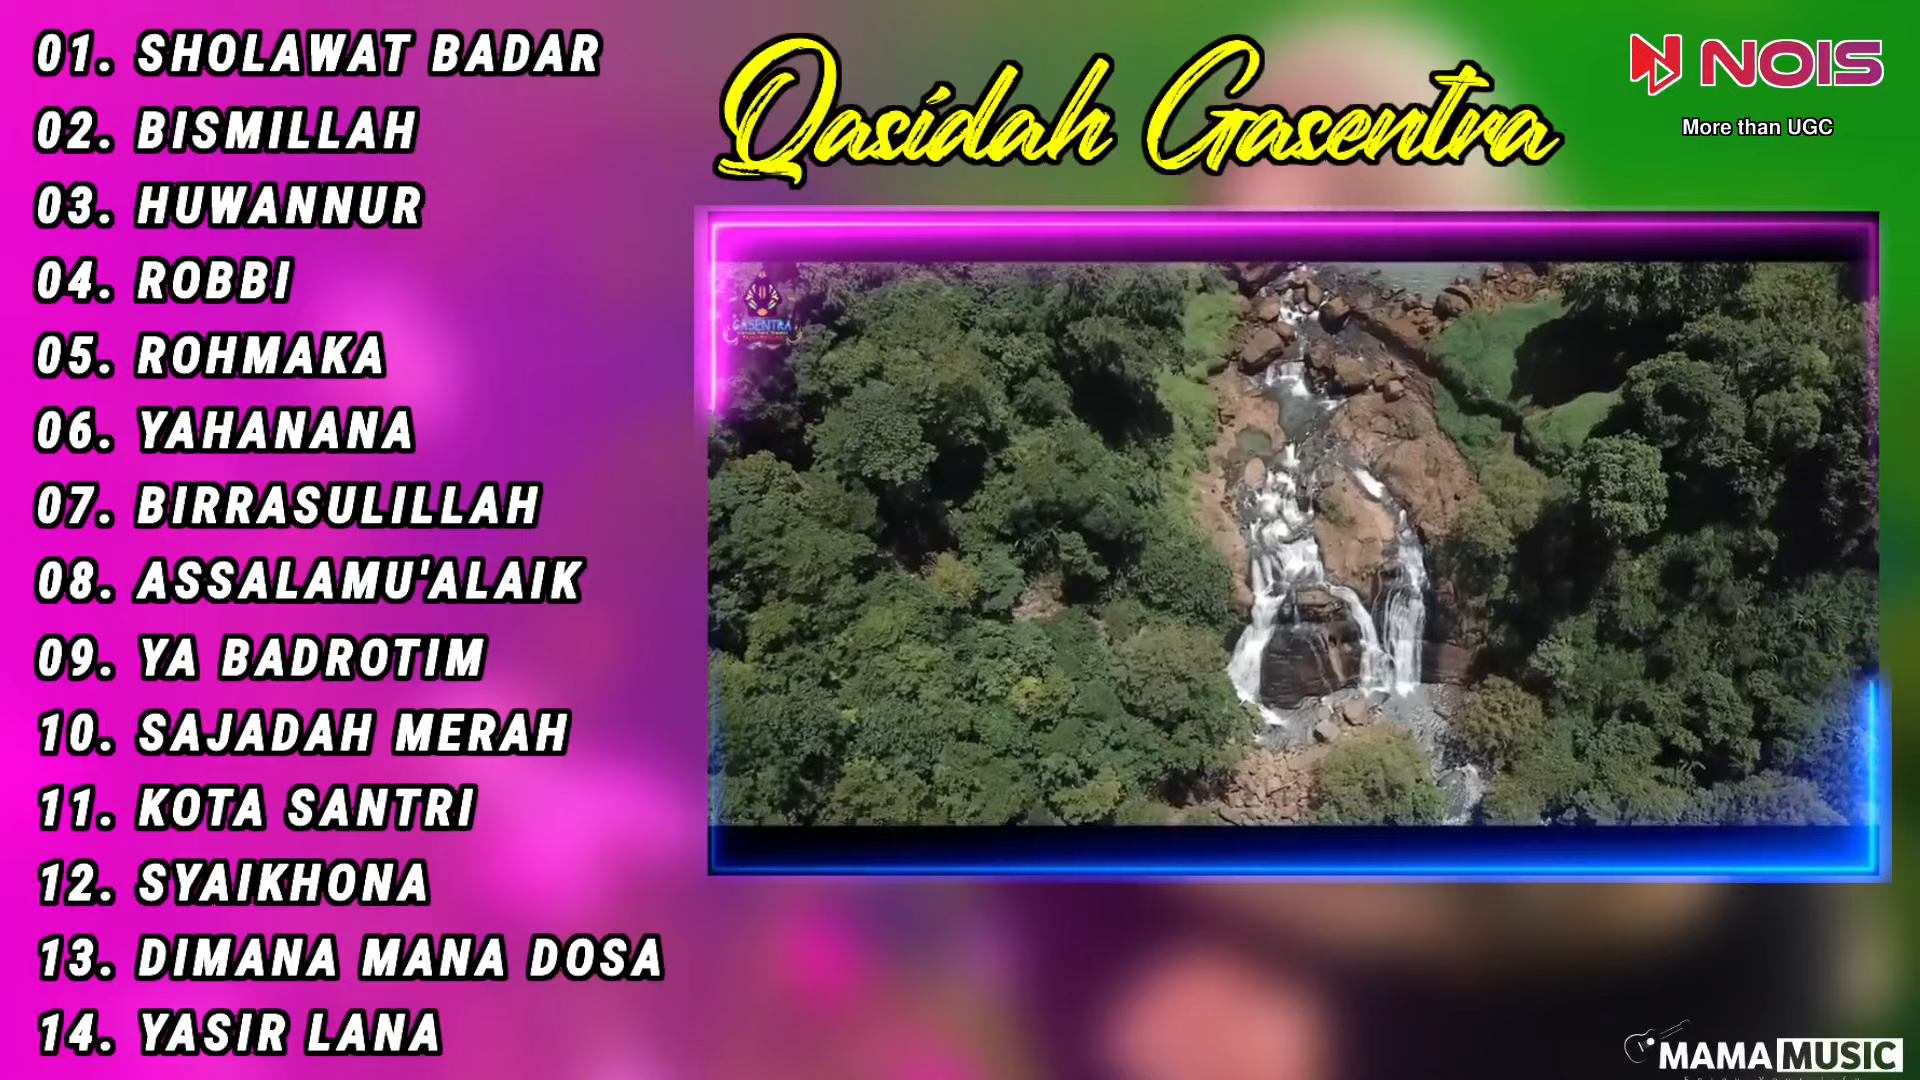 01. SHOLAWAT BADAR
02. BISMILLAH
03. HUWANNUR
04. ROBBI
05. ROHMAKA
06. YAHANANA
07. BIRRASULILLAH
08. ASSALAMU'ALAIK
09. YA BADROTIM
10. SAJADAH MERAH
11. KOTA SANTRI
12. SYAIKHONA
13. DIMANA MANA DOSA
14. YASIR LANA
Qasidah Gasentra
NOIS
More than UGC
GASENTRA
MAMA MUSIC